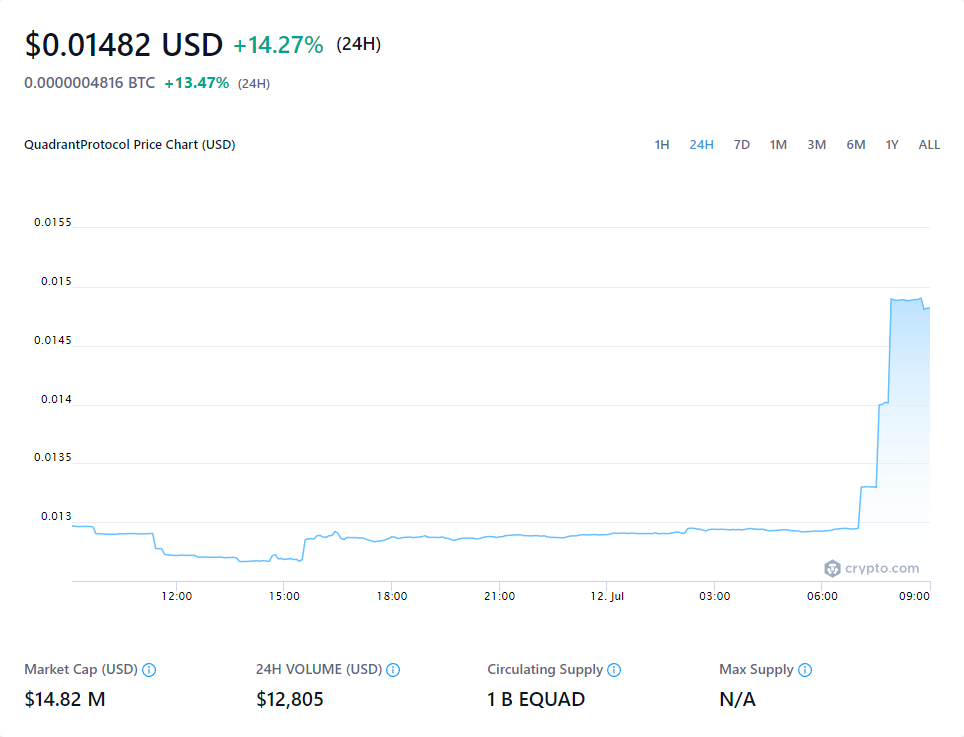 $0.01482 USD +14.27% (24H)
0.0000004816 BTC +13.47% (24H)
QuadrantProtocol Price Chart (USD) 1H 24H 7D 1M 3M 6M 1Y ALL
0.0155
0.015
0.0145
0.014
0.0135
0.013
crypto.com
12:00 15:00 18:00 21:00 12. Jul 03:00 06:00 09:00
Market Cap (USD) 24H VOLUME (USD) Circulating Supply Max Supply
$14.82 M $12,805 1 B EQUAD N/A